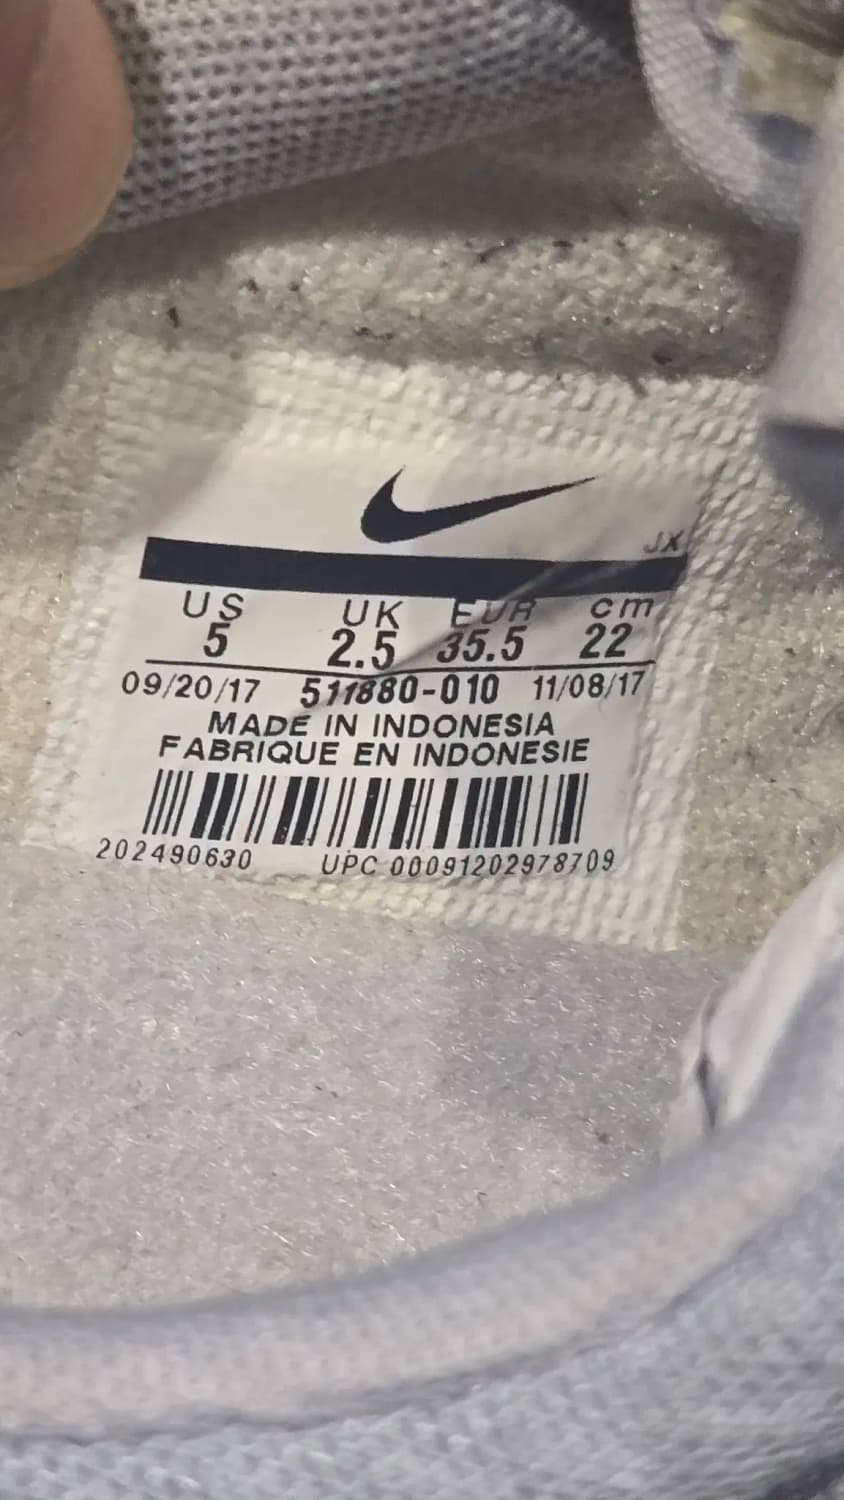 JX
US UK EUR cm
5 2.5 35.5 22
09/20/17 511880-010 11/08/17
MADE IN INDONESIA
FABRIQUE EN INDONESIE
202490630 UPC 00091202978709